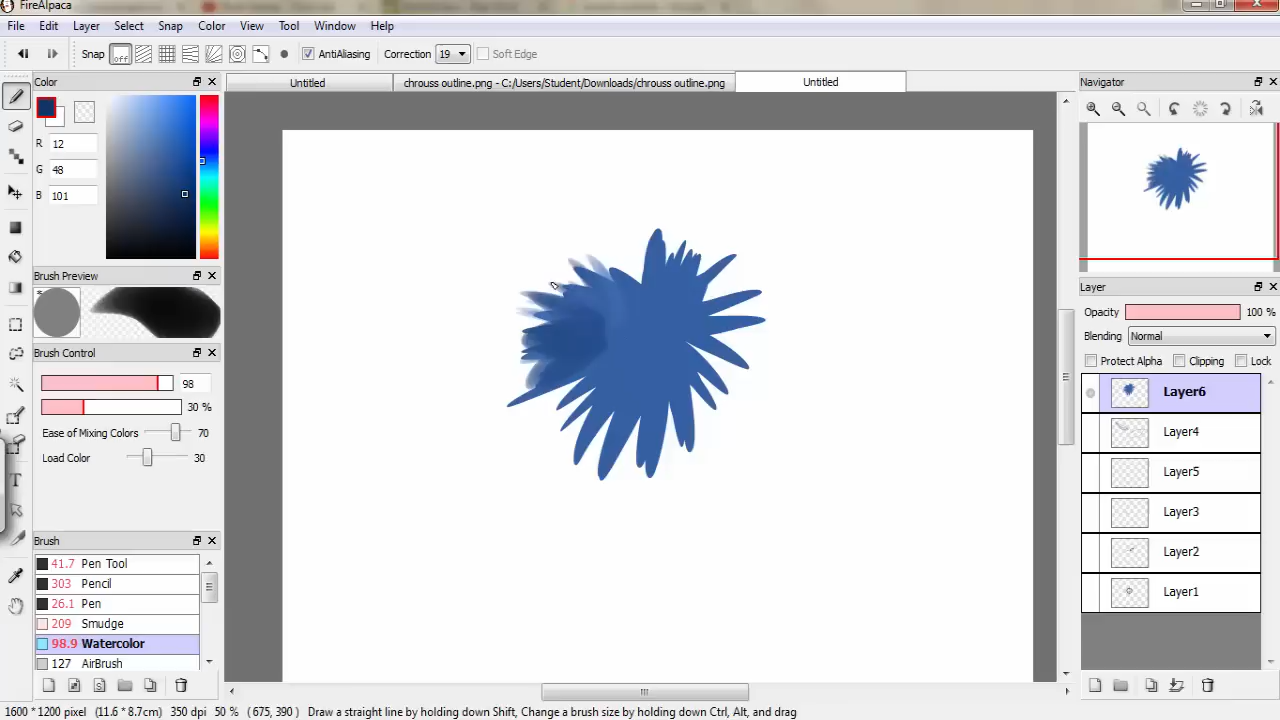 FireAlpaca
File Edit Layer Select Snap Color View Tool Window Help
Snap off AntiAliasing Correction 19 Soft Edge
Color
Untitled
chrouss outline.png - C:/Users/Student/Downloads/chrouss outline.png
Untitled
Navigator
R 12
G 48
B 101
Brush Preview
*
Brush Control
98
30 %
Ease of Mixing Colors 70
Load Color 30
Brush
41.7 Pen Tool
303 Pencil
26.1 Pen
209 Smudge
98.9 Watercolor
127 AirBrush
Layer
Opacity 100 %
Blending Normal
Protect Alpha Clipping Lock
Layer6
Layer4
Layer5
Layer3
Layer2
Layer1
1600 * 1200 pixel (11.6 * 8.7cm) 350 dpi 50 % ( 675, 390 ) Draw a straight line by holding down Shift, Change a brush size by holding down Ctrl, Alt, and drag